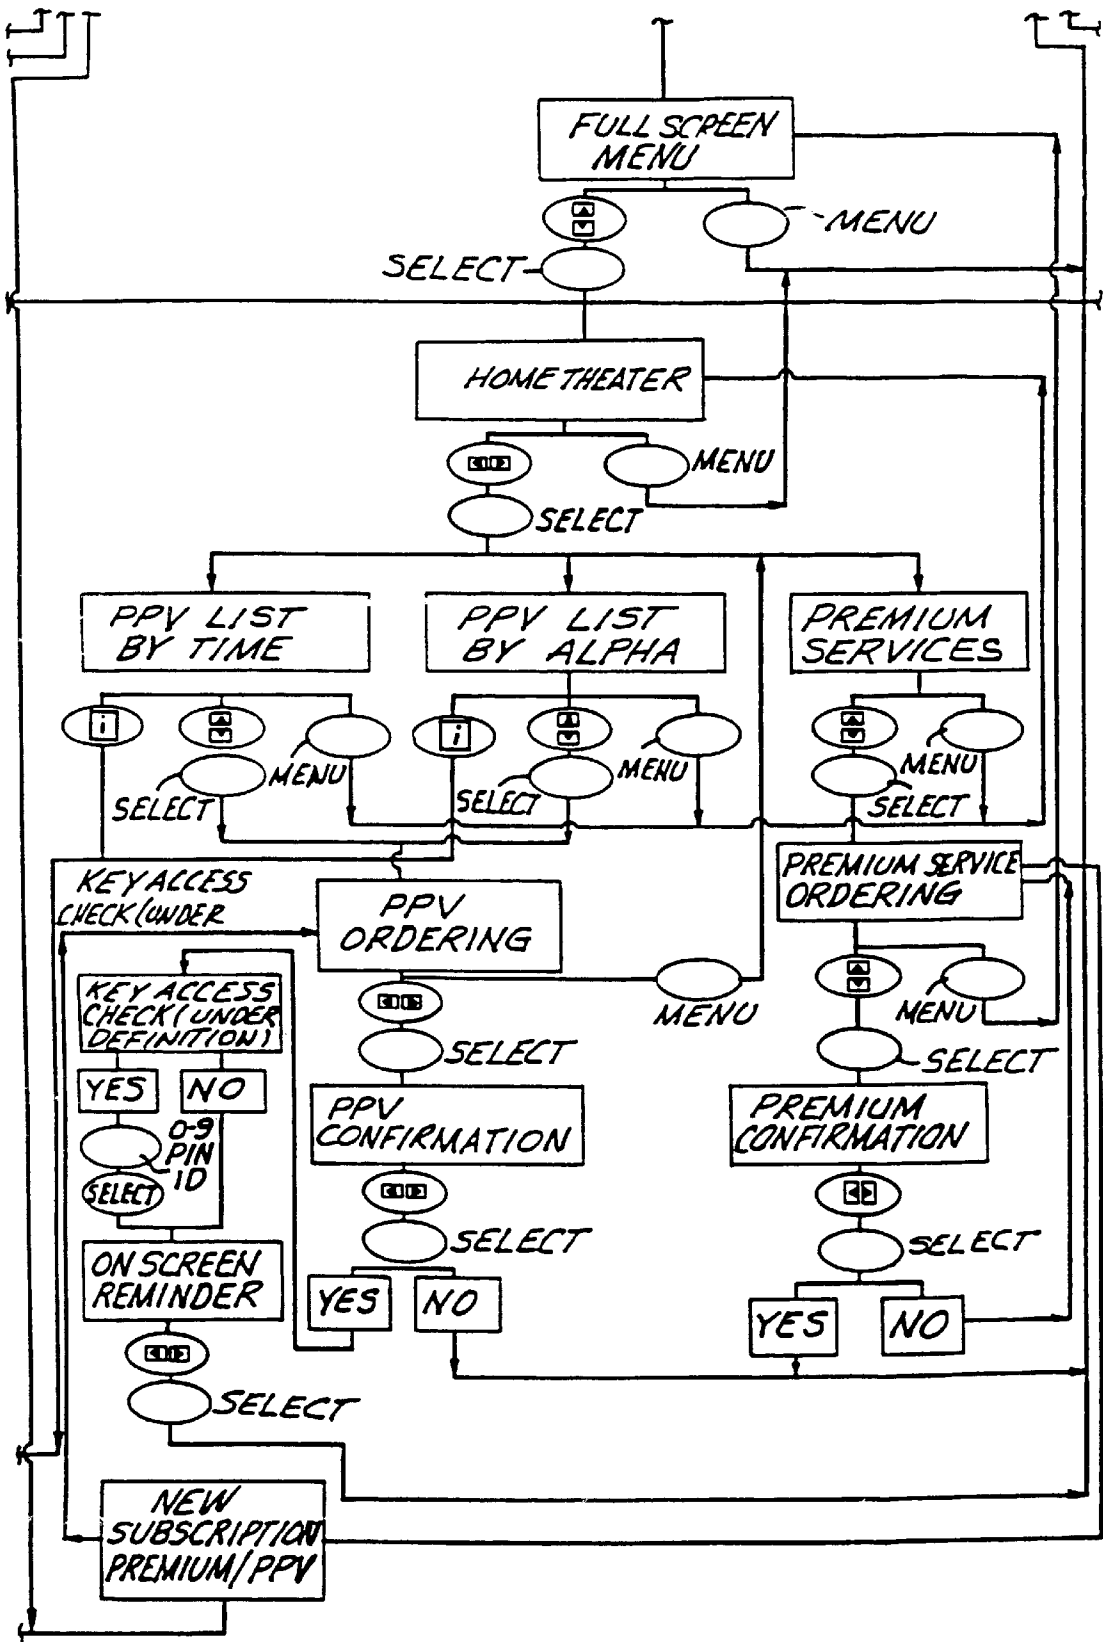 FULL SCREEN
MENU
MENU
SELECT
HOME THEATER
MENU
SELECT
PPV LIST
BY TIME
PPV LIST
BY ALPHA
PREMIUM
SERVICES
i
i
MENU
SELECT
MENU
SELECT
MENU
SELECT
KEY ACCESS
CHECK (UNDER
PPV
ORDERING
PREMIUM SERVICE
ORDERING
KEY ACCESS
CHECK (UNDER
DEFINITION)
MENU
MENU
SELECT
SELECT
YES
NO
0-9
PIN
ID
SELECT
PPV
CONFIRMATION
PREMIUM
CONFIRMATION
SELECT
SELECT
ON SCREEN
REMINDER
YES
NO
YES
NO
SELECT
NEW
SUBSCRIPTION
PREMIUM/PPV